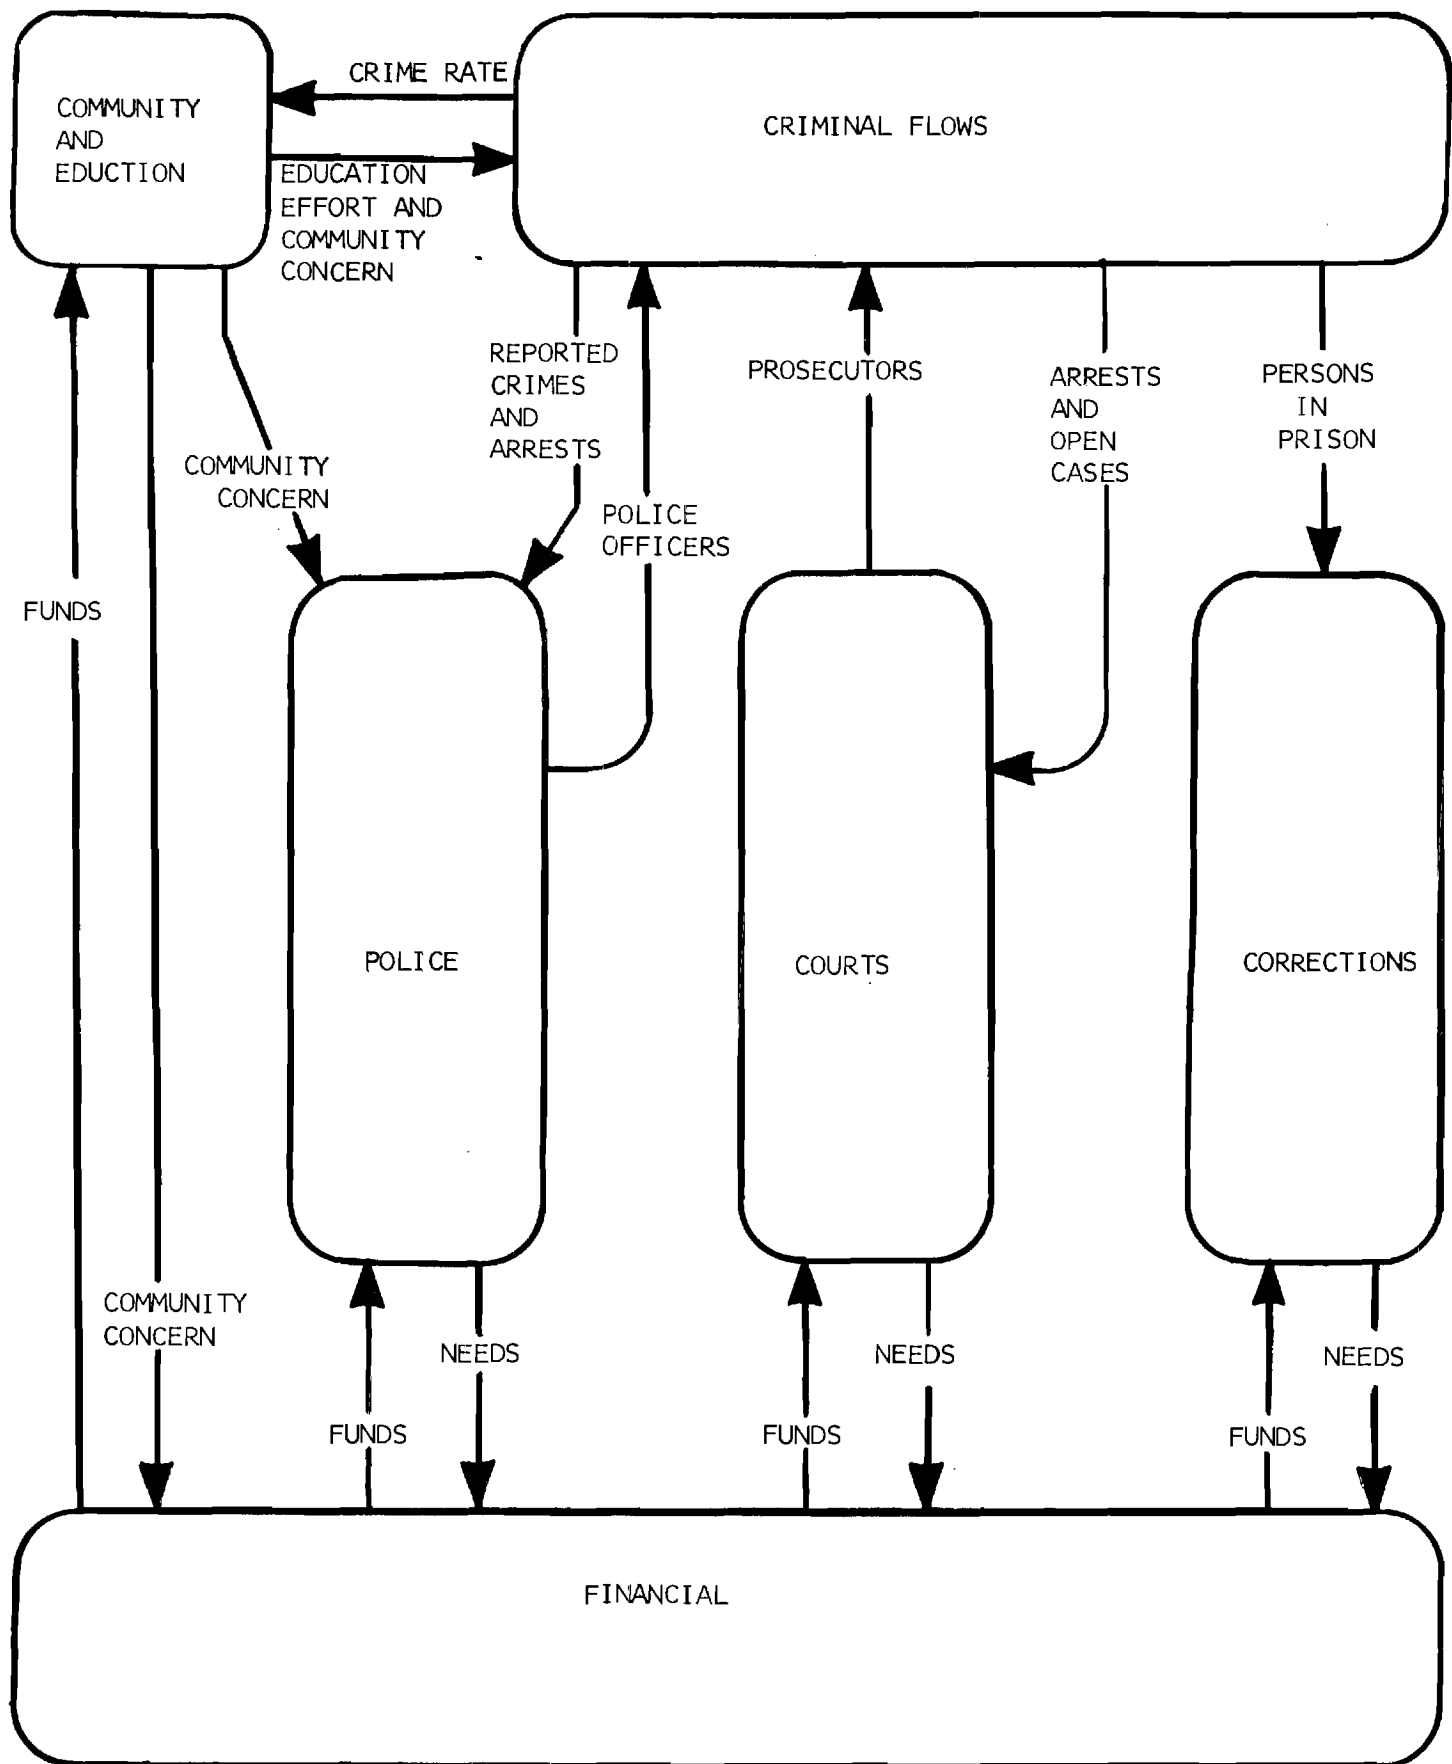 CRIME RATE
COMMUNITY
AND
EDUCTION
CRIMINAL FLOWS
EDUCATION
EFFORT AND
COMMUNITY
CONCERN
REPORTED
CRIMES
AND
ARRESTS
PROSECUTORS
ARRESTS
AND
OPEN
CASES
PERSONS
IN
PRISON
COMMUNITY
CONCERN
POLICE
OFFICERS
FUNDS
POLICE
COURTS
CORRECTIONS
COMMUNITY
CONCERN
NEEDS
NEEDS
NEEDS
FUNDS
FUNDS
FUNDS
FINANCIAL